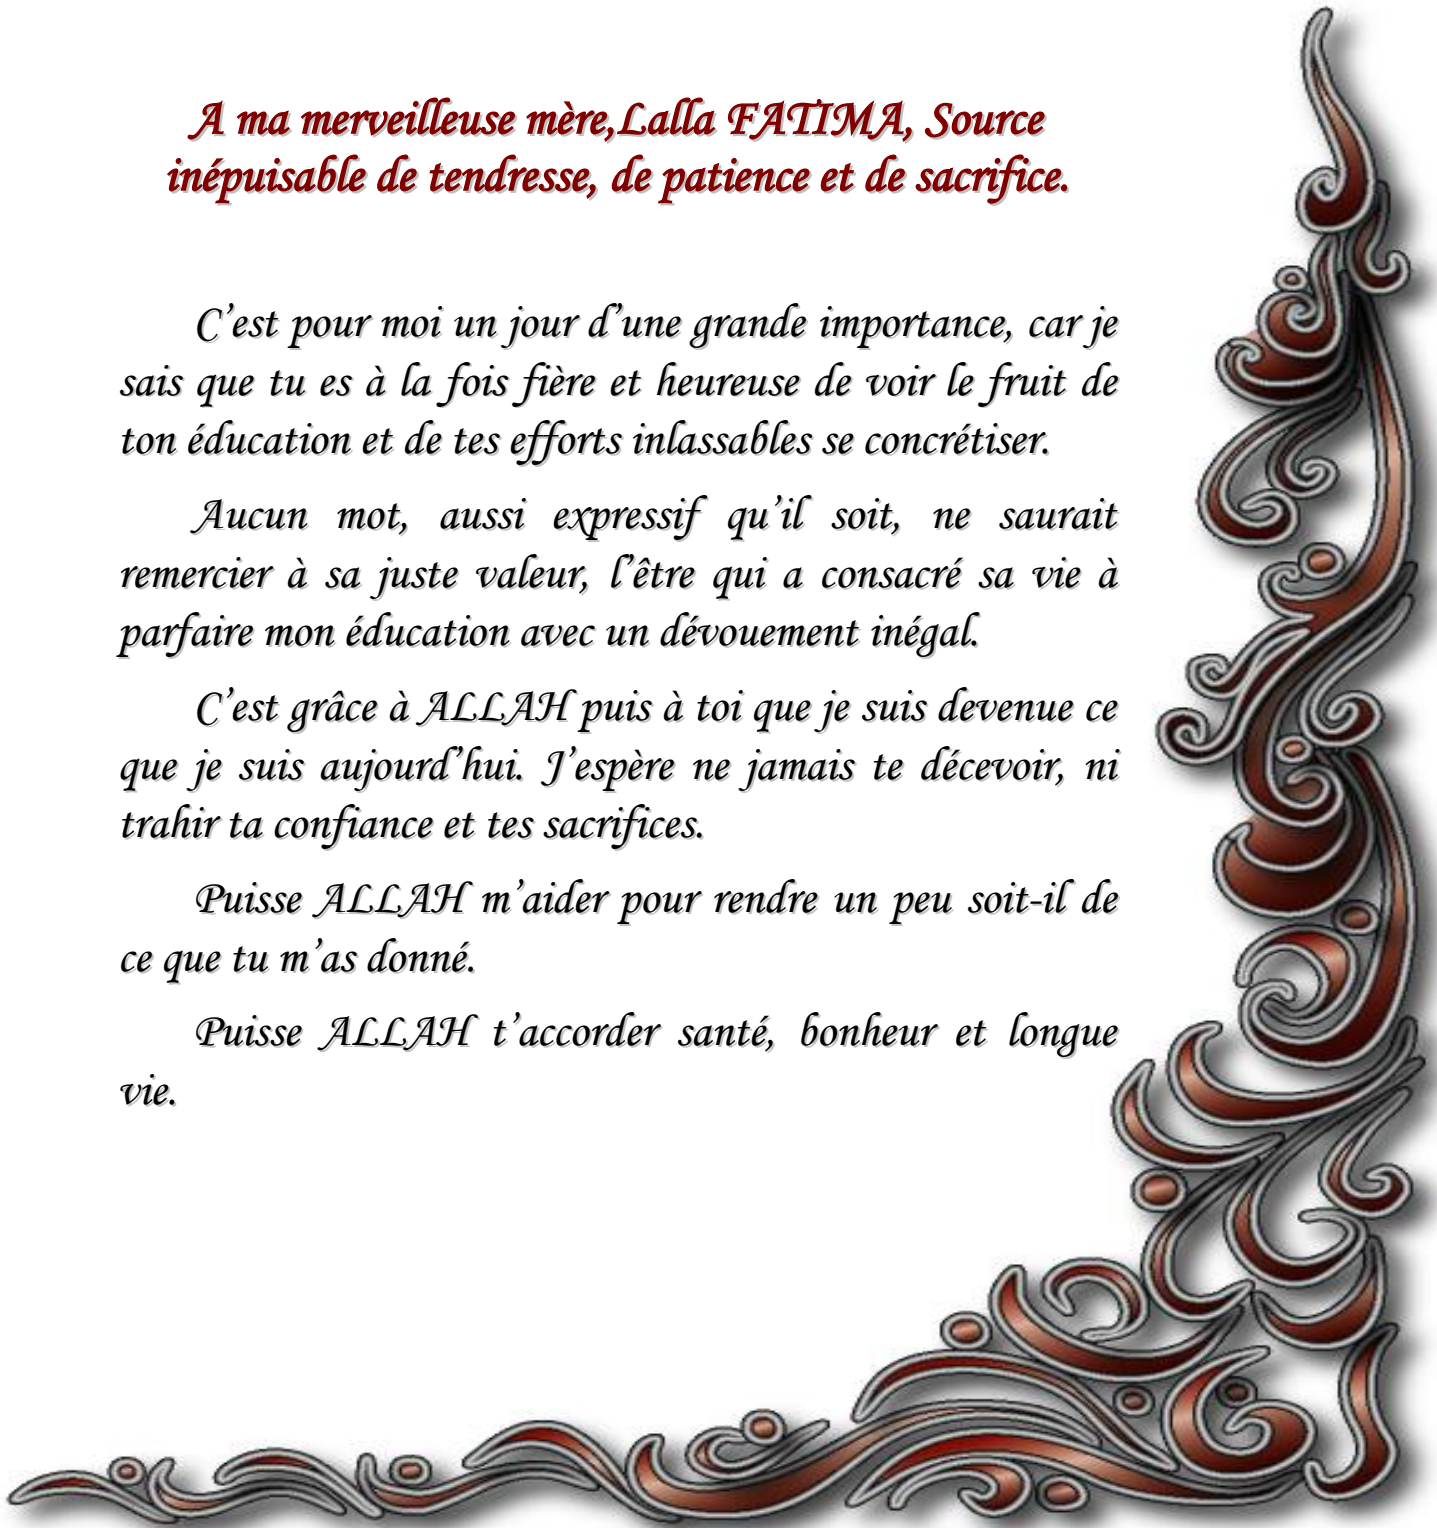 A ma merveilleuse mère,Lalla FATIMA, Source
inépuisable de tendresse, de patience et de sacrifice.
C’est pour moi un jour d’une grande importance, car je
sais que tu es à la fois fière et heureuse de voir le fruit de
ton éducation et de tes efforts inlassables se concrétiser.
Aucun mot, aussi expressif qu’il soit, ne saurait
remercier à sa juste valeur, l’être qui a consacré sa vie à
parfaire mon éducation avec un dévouement inégal.
C’est grâce à ALLAH puis à toi que je suis devenue ce
que je suis aujourd’hui. J’espère ne jamais te décevoir, ni
trahir ta confiance et tes sacrifices.
Puisse ALLAH m’aider pour rendre un peu soit-il de
ce que tu m’as donné.
Puisse ALLAH t’accorder santé, bonheur et longue
vie.